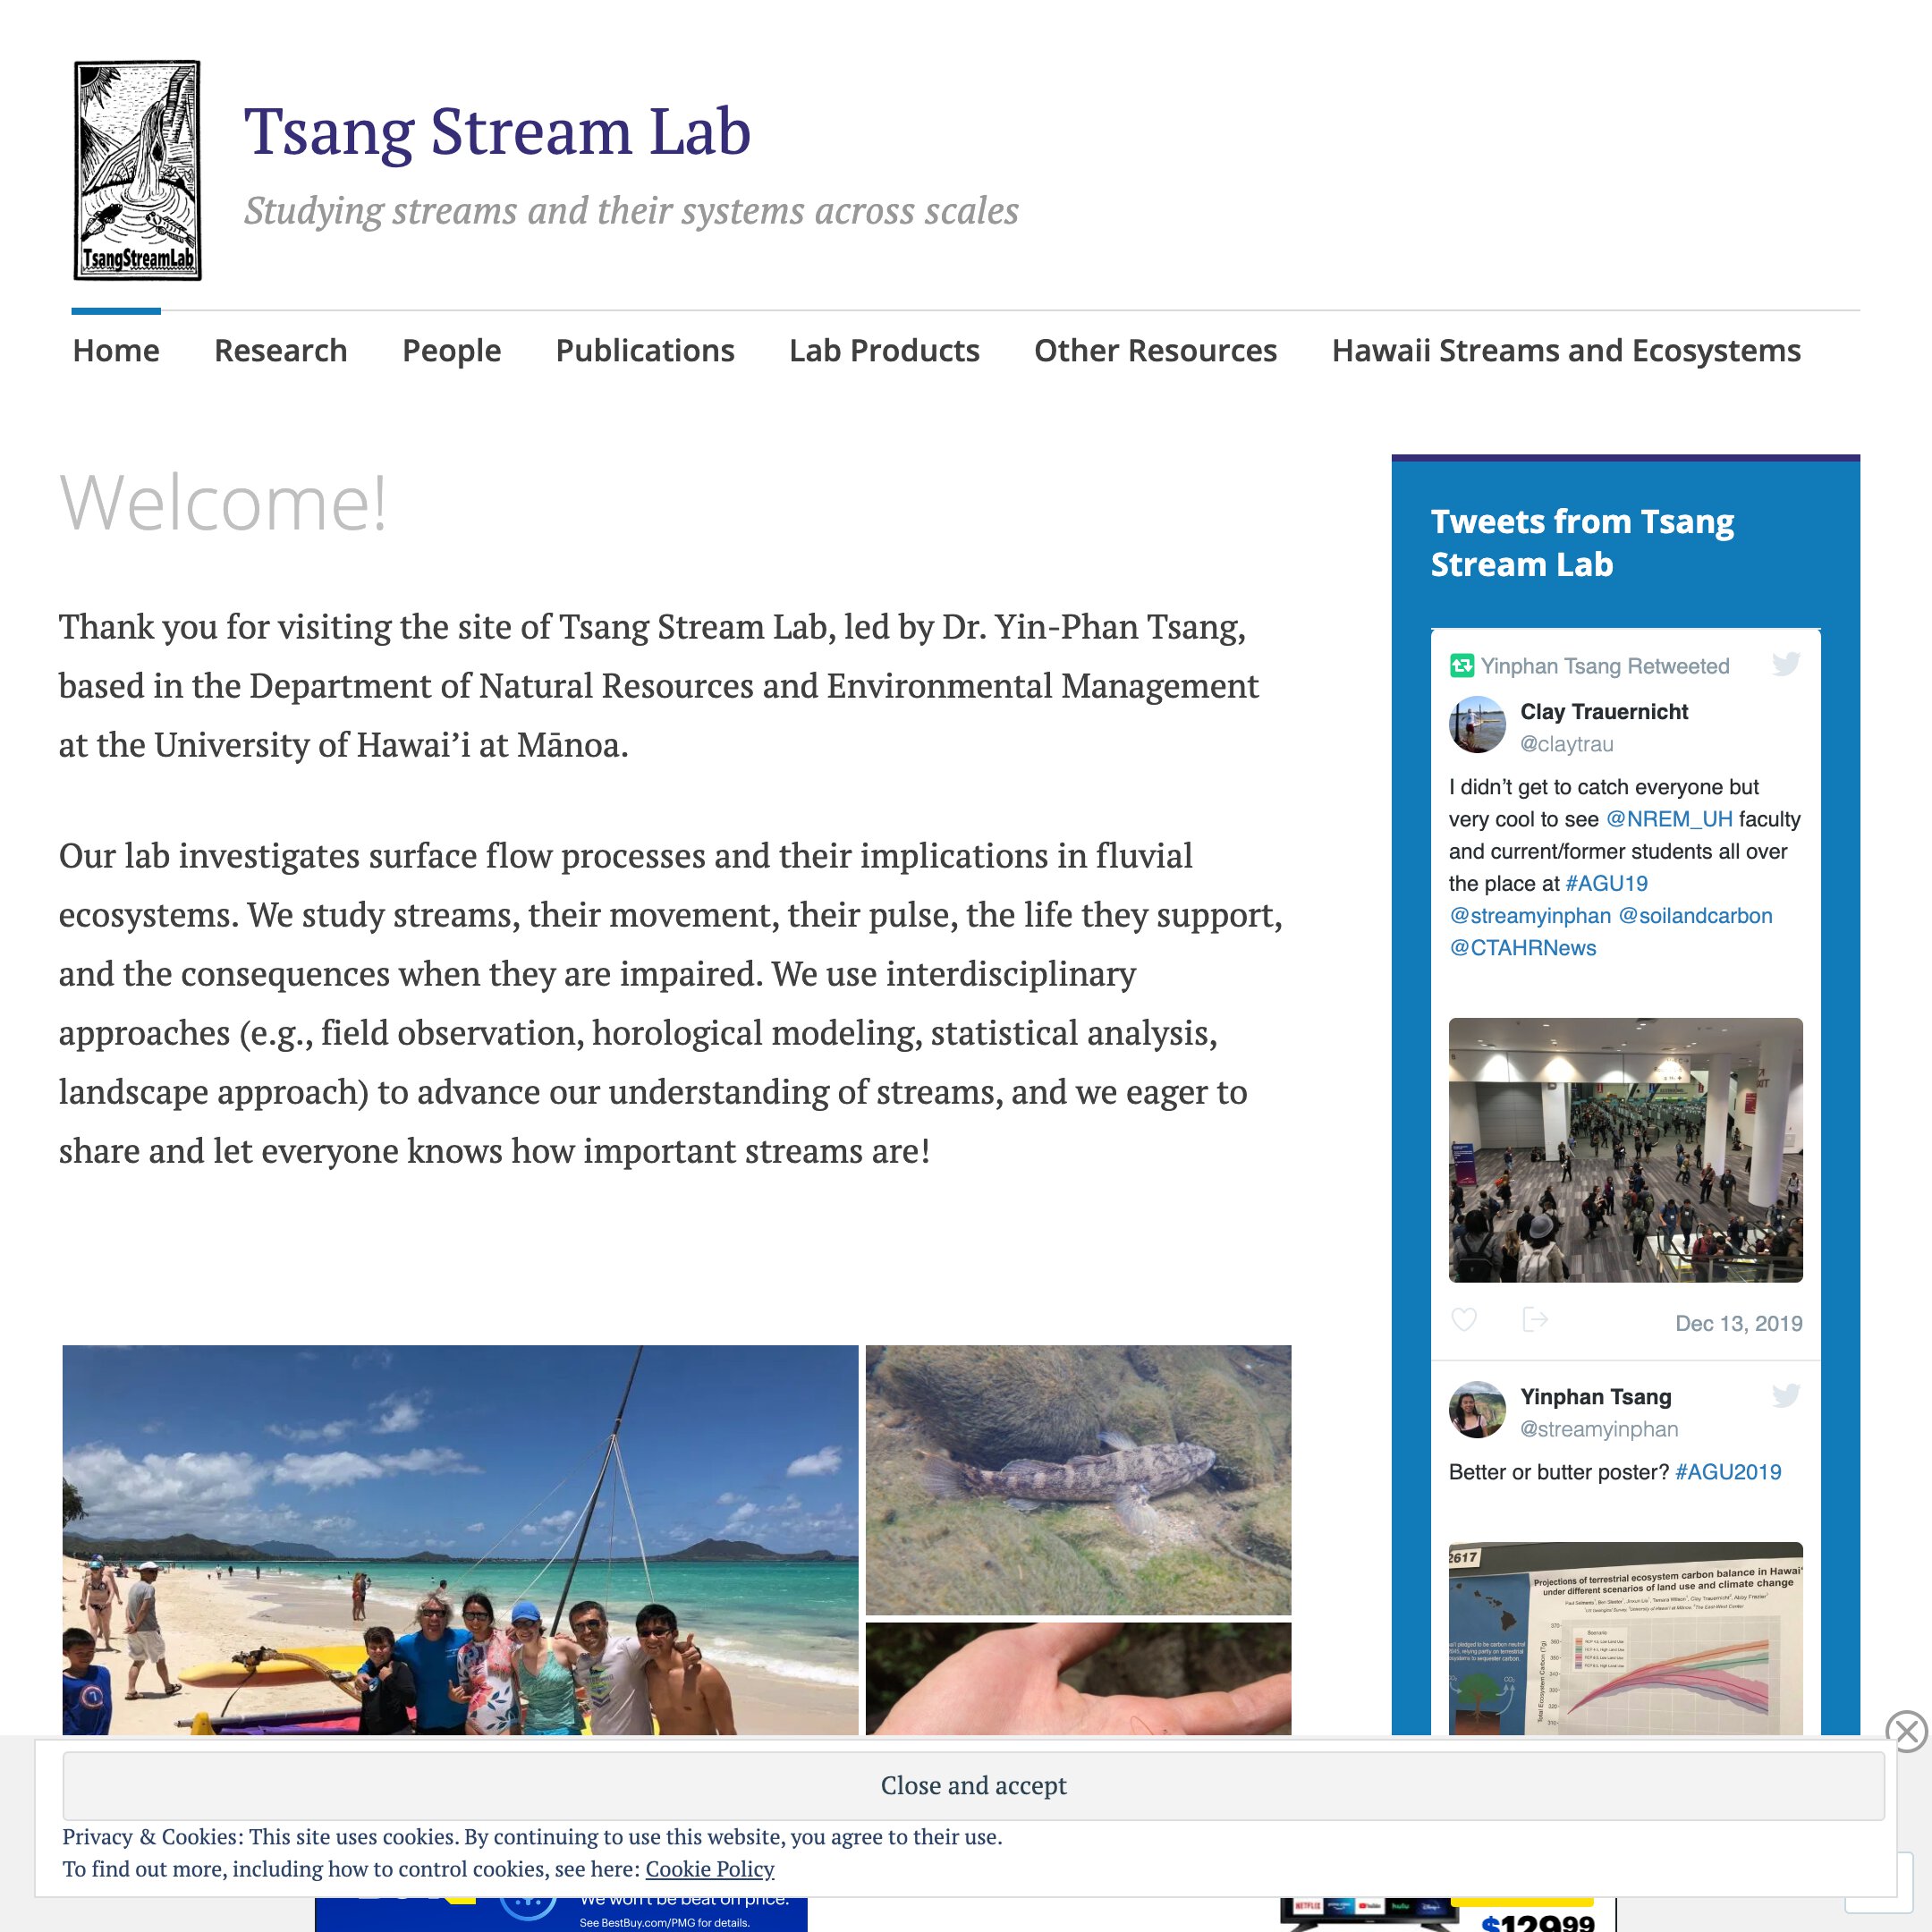 TsangStreamLab
Tsang Stream Lab
Studying streams and their systems across scales
Home Research People Publications Lab Products Other Resources Hawaii Streams and Ecosystems
Welcome!
Thank you for visiting the site of Tsang Stream Lab, led by Dr. Yin-Phan Tsang,
based in the Department of Natural Resources and Environmental Management
at the University of Hawai’i at Mānoa.
Our lab investigates surface flow processes and their implications in fluvial
ecosystems. We study streams, their movement, their pulse, the life they support,
and the consequences when they are impaired. We use interdisciplinary
approaches (e.g., field observation, horological modeling, statistical analysis,
landscape approach) to advance our understanding of streams, and we eager to
share and let everyone knows how important streams are!
Tweets from Tsang
Stream Lab
Yinphan Tsang Retweeted
Clay Trauernicht
@claytrau
I didn’t get to catch everyone but
very cool to see @NREM_UH faculty
and current/former students all over
the place at #AGU19
@streamyinphan @soilandcarbon
@CTAHRNews
Dec 13, 2019
Yinphan Tsang
@streamyinphan
Better or butter poster? #AGU2019
2617
Projections of terrestrial ecosystem carbon balance in Hawai'
under different scenarios of land use and climate change
Close and accept
Privacy & Cookies: This site uses cookies. By continuing to use this website, you agree to their use.
To find out more, including how to control cookies, see here: Cookie Policy
We won't be beat on price.
See BestBuy.com/PMG for details.
NETFLIX
hulu
$129.99